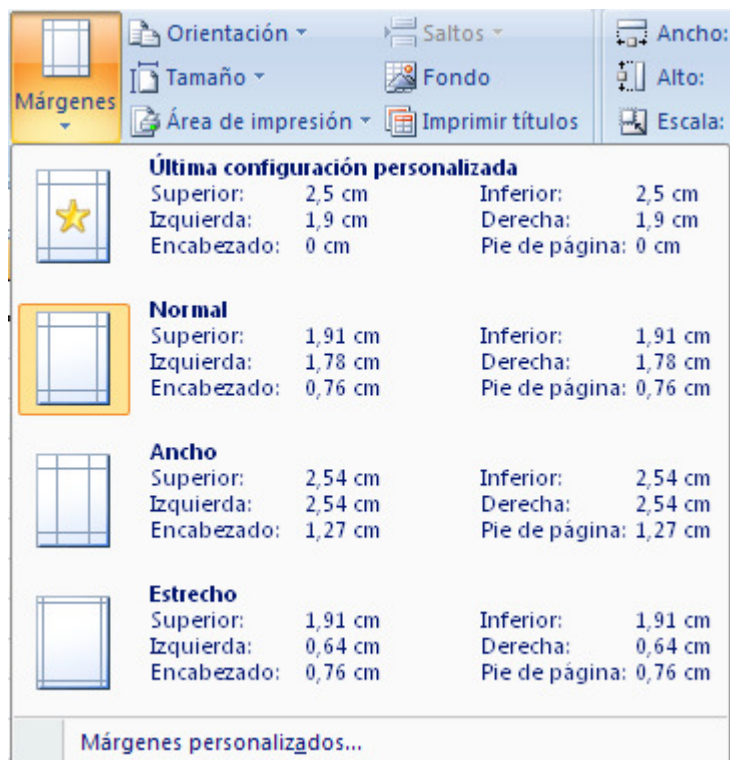 Márgenes
Orientación
Tamaño
Área de impresión
Saltos
Fondo
Imprimir títulos
Ancho:
Alto:
Escala:
Última configuración personalizada
Superior: 2,5 cm Inferior: 2,5 cm
Izquierda: 1,9 cm Derecha: 1,9 cm
Encabezado: 0 cm Pie de página: 0 cm
Normal
Superior: 1,91 cm Inferior: 1,91 cm
Izquierda: 1,78 cm Derecha: 1,78 cm
Encabezado: 0,76 cm Pie de página: 0,76 cm
Ancho
Superior: 2,54 cm Inferior: 2,54 cm
Izquierda: 2,54 cm Derecha: 2,54 cm
Encabezado: 1,27 cm Pie de página: 1,27 cm
Estrecho
Superior: 1,91 cm Inferior: 1,91 cm
Izquierda: 0,64 cm Derecha: 0,64 cm
Encabezado: 0,76 cm Pie de página: 0,76 cm
Márgenes personalizados...